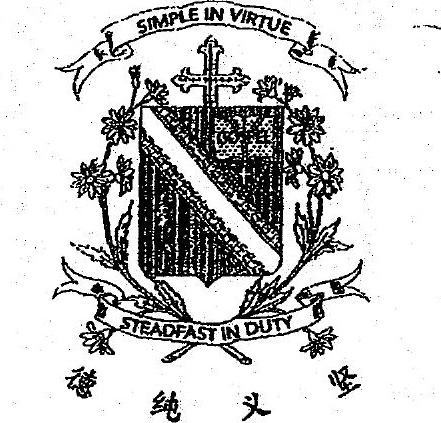 SIMPLE IN VIRTUE
STEADFAST IN DUTY
德 纯 义 坚